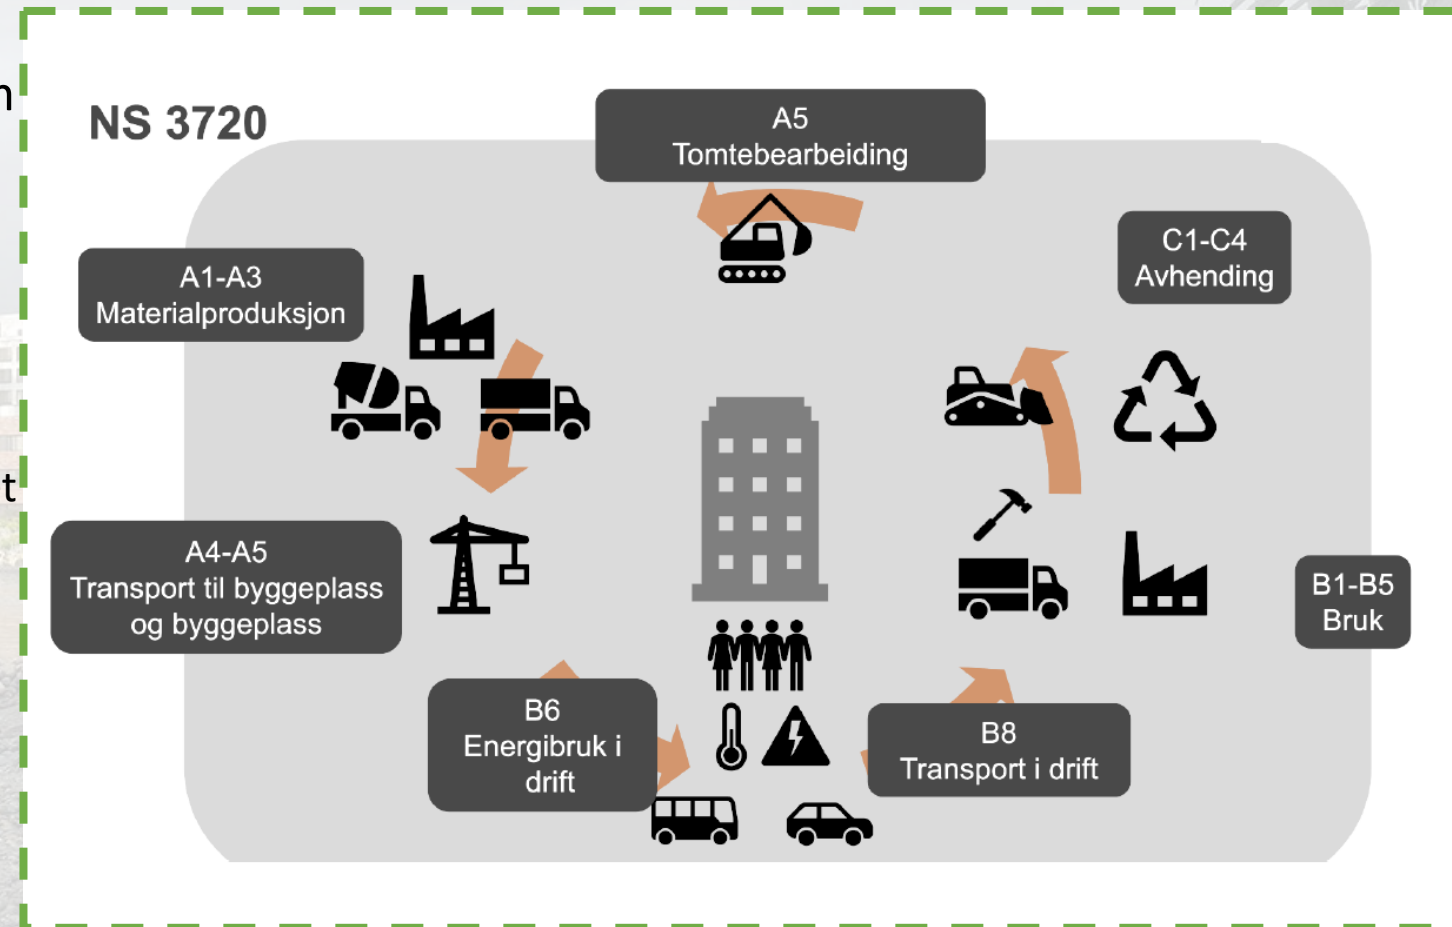 NS 3720
A5
Tomtebearbeiding
C1-C4
Avhending
A1-A3
Materialproduksjon
A4-A5
Transport til byggeplass
og byggeplass
B1-B5
Bruk
B6
Energibruk i
drift
B8
Transport i drift